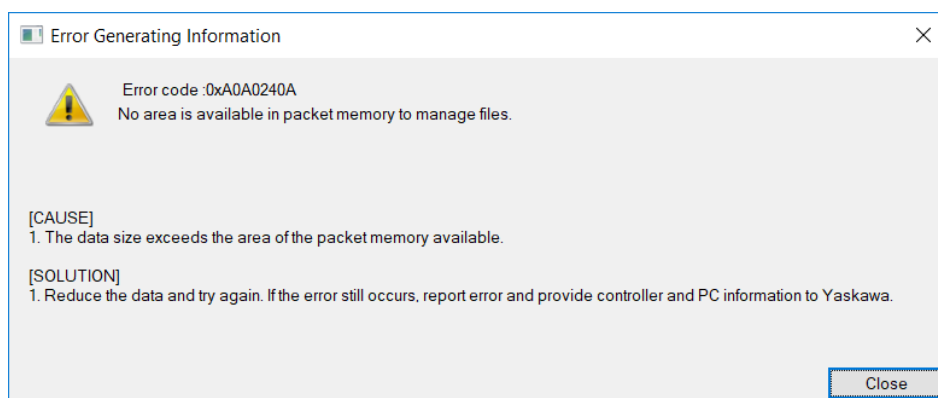 Error Generating Information
Error code :0xA0A0240A
No area is available in packet memory to manage files.
[CAUSE]
1. The data size exceeds the area of the packet memory available.
[SOLUTION]
1. Reduce the data and try again. If the error still occurs, report error and provide controller and PC information to Yaskawa.
Close